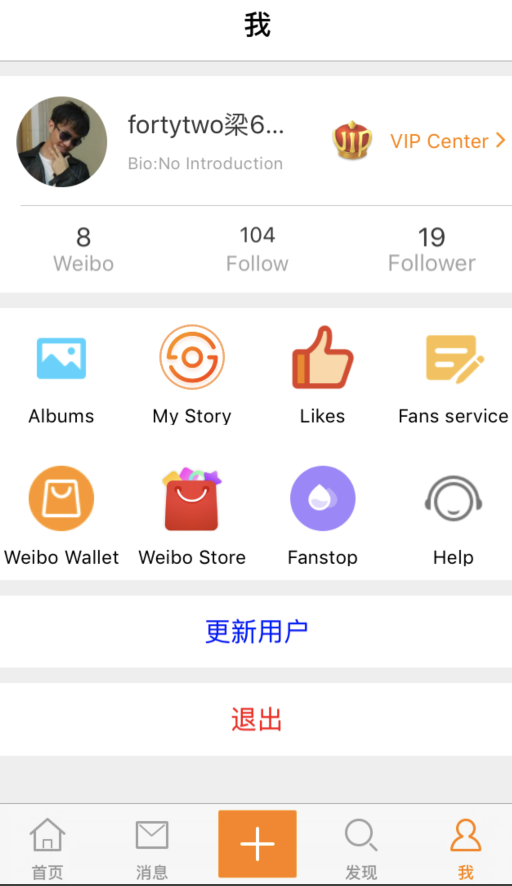 我
fortytwo梁6...
VIP
VIP Center
Bio:No Introduction
8
104
19
Weibo
Follow
Follower
Albums
My Story
Likes
Fans service
Weibo Wallet
Weibo Store
Fanstop
Help
更新用户
退出
首页
消息
发现
我